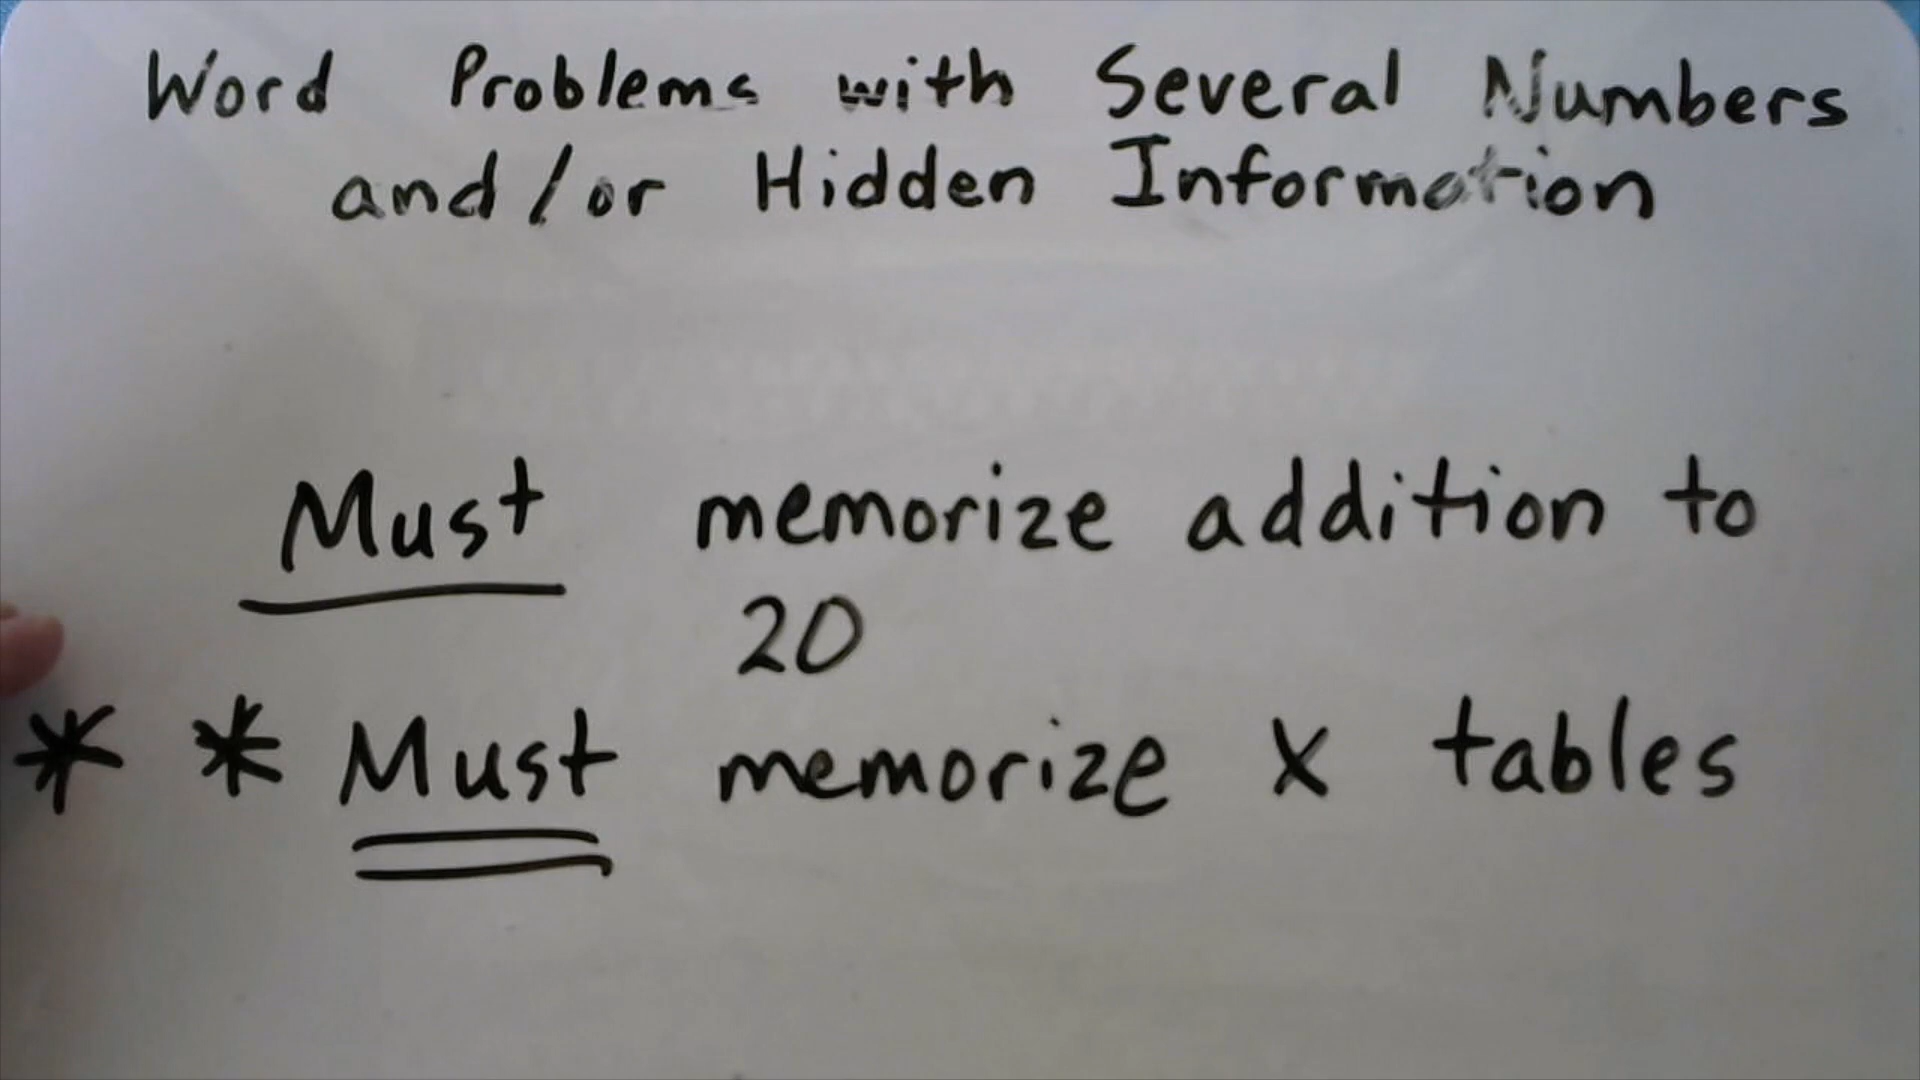 Word Problems with Several Numbers
and/or Hidden Information
Must memorize addition to
20
* * Must memorize x tables